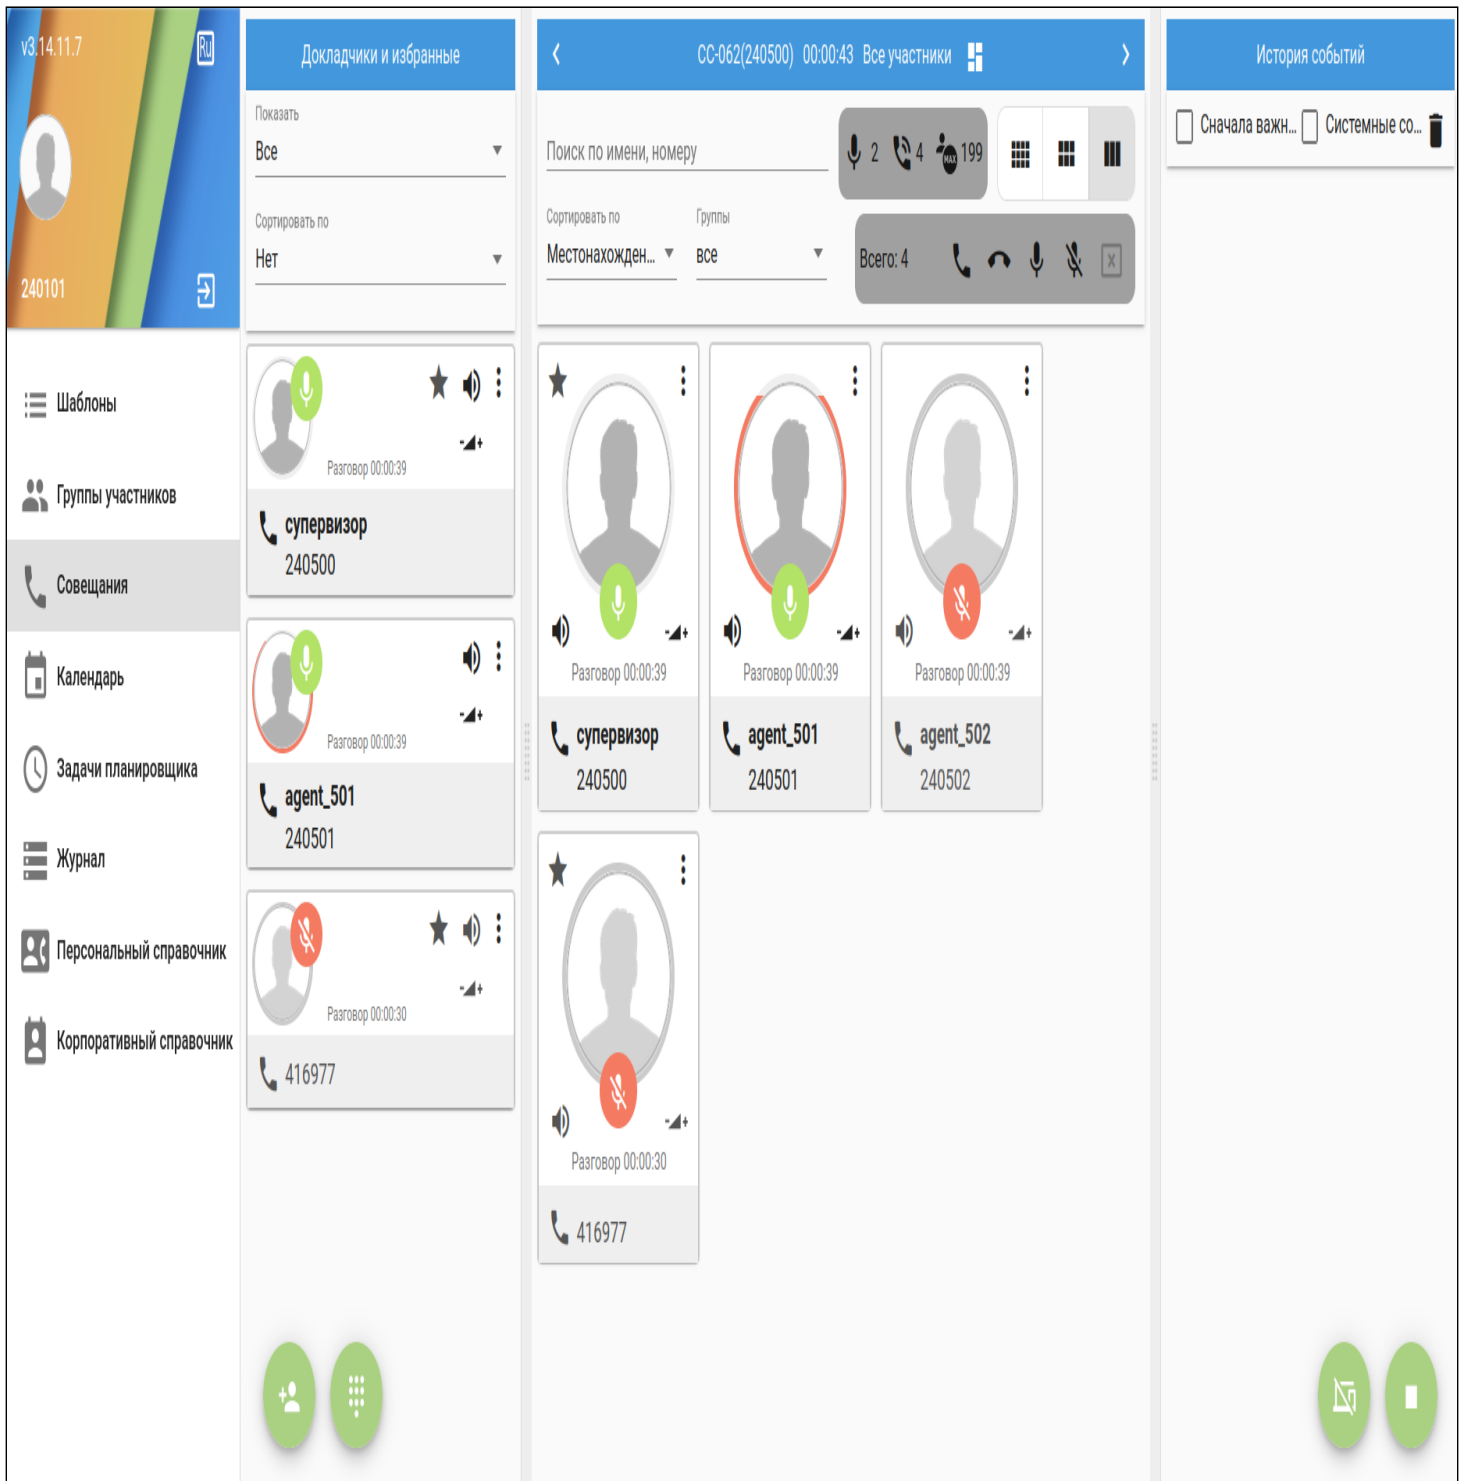 v3.14.11.7
Ru
240101
Шаблоны
Группы участников
Совещания
Календарь
Задачи планировщика
Журнал
Персональный справочник
Корпоративный справочник
Докладчики и избранные
Показать
Все
Сортировать по
Нет
Разговор 00:00:39
супервизор
240500
Разговор 00:00:39
agent_501
240501
Разговор 00:00:30
416977
CC-062(240500) 00:00:43 Все участники
Поиск по имени, номеру
2 4 MAX 199
Сортировать по
Местонахожден...
Группы
все
Всего: 4
Разговор 00:00:39
супервизор
240500
Разговор 00:00:39
agent_501
240501
Разговор 00:00:39
agent_502
240502
Разговор 00:00:30
416977
История событий
Сначала важн... Системные со...